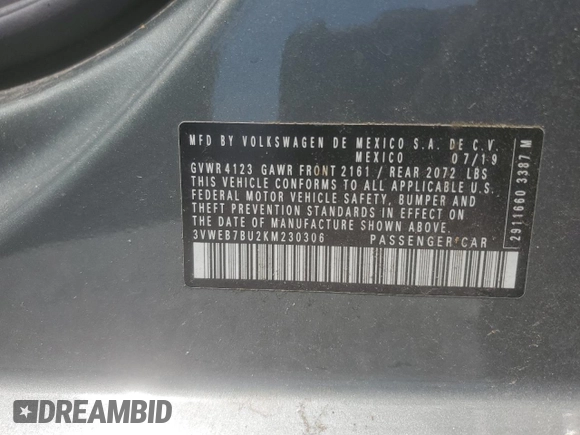 MFD BY VOLKSWAGEN DE MEXICO S.A. DE C.V.
MEXICO 07/19
GVWR 4123 GAWR FRONT 2161 / REAR 2072 LBS
THIS VEHICLE CONFORMS TO ALL APPLICABLE U.S.
FEDERAL MOTOR VEHICLE SAFETY, BUMPER AND
THEFT PREVENTION STANDARDS IN EFFECT ON
THE DATE OF MANUFACTURE SHOWN ABOVE.
3VWEB7BU2KM230306 PASSENGER CAR
2911660 3387 M
DREAMBID